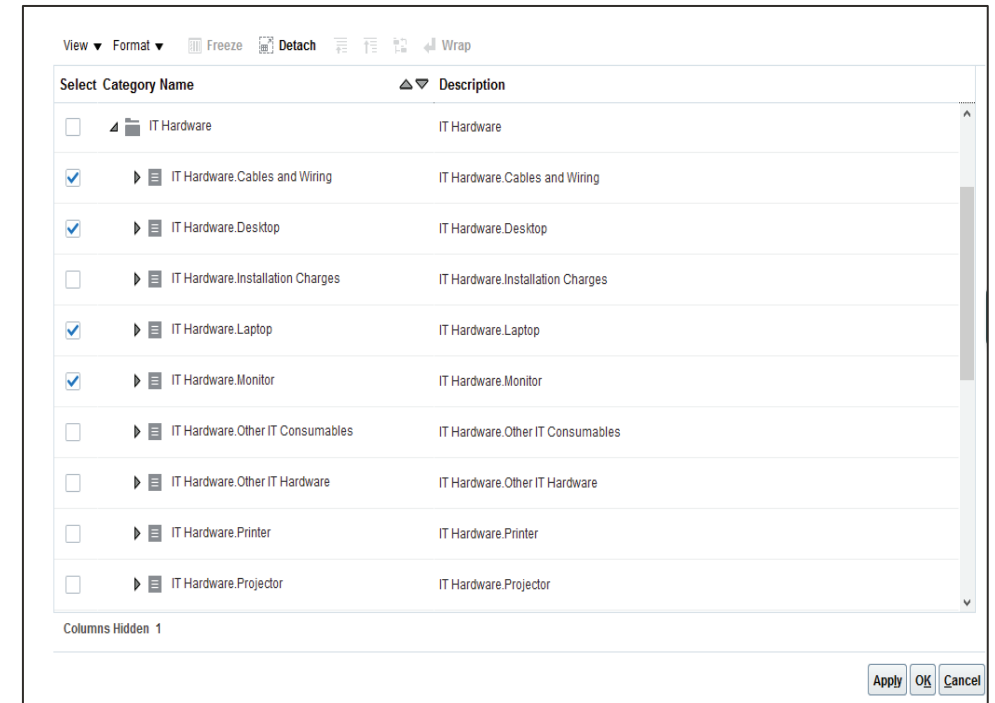 View Format Freeze Detach Wrap
Select Category Name Description
IT Hardware IT Hardware
IT Hardware.Cables and Wiring IT Hardware.Cables and Wiring
IT Hardware.Desktop IT Hardware.Desktop
IT Hardware.Installation Charges IT Hardware.Installation Charges
IT Hardware.Laptop IT Hardware.Laptop
IT Hardware.Monitor IT Hardware.Monitor
IT Hardware.Other IT Consumables IT Hardware.Other IT Consumables
IT Hardware.Other IT Hardware IT Hardware.Other IT Hardware
IT Hardware.Printer IT Hardware.Printer
IT Hardware.Projector IT Hardware.Projector
Columns Hidden 1
Apply OK Cancel